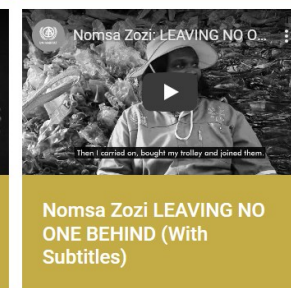 Nomsa Zozi: LEAVING NO O...
Then I carried on, bought my trolley and joined them.
Nomsa Zozi LEAVING NO
ONE BEHIND (With
Subtitles)